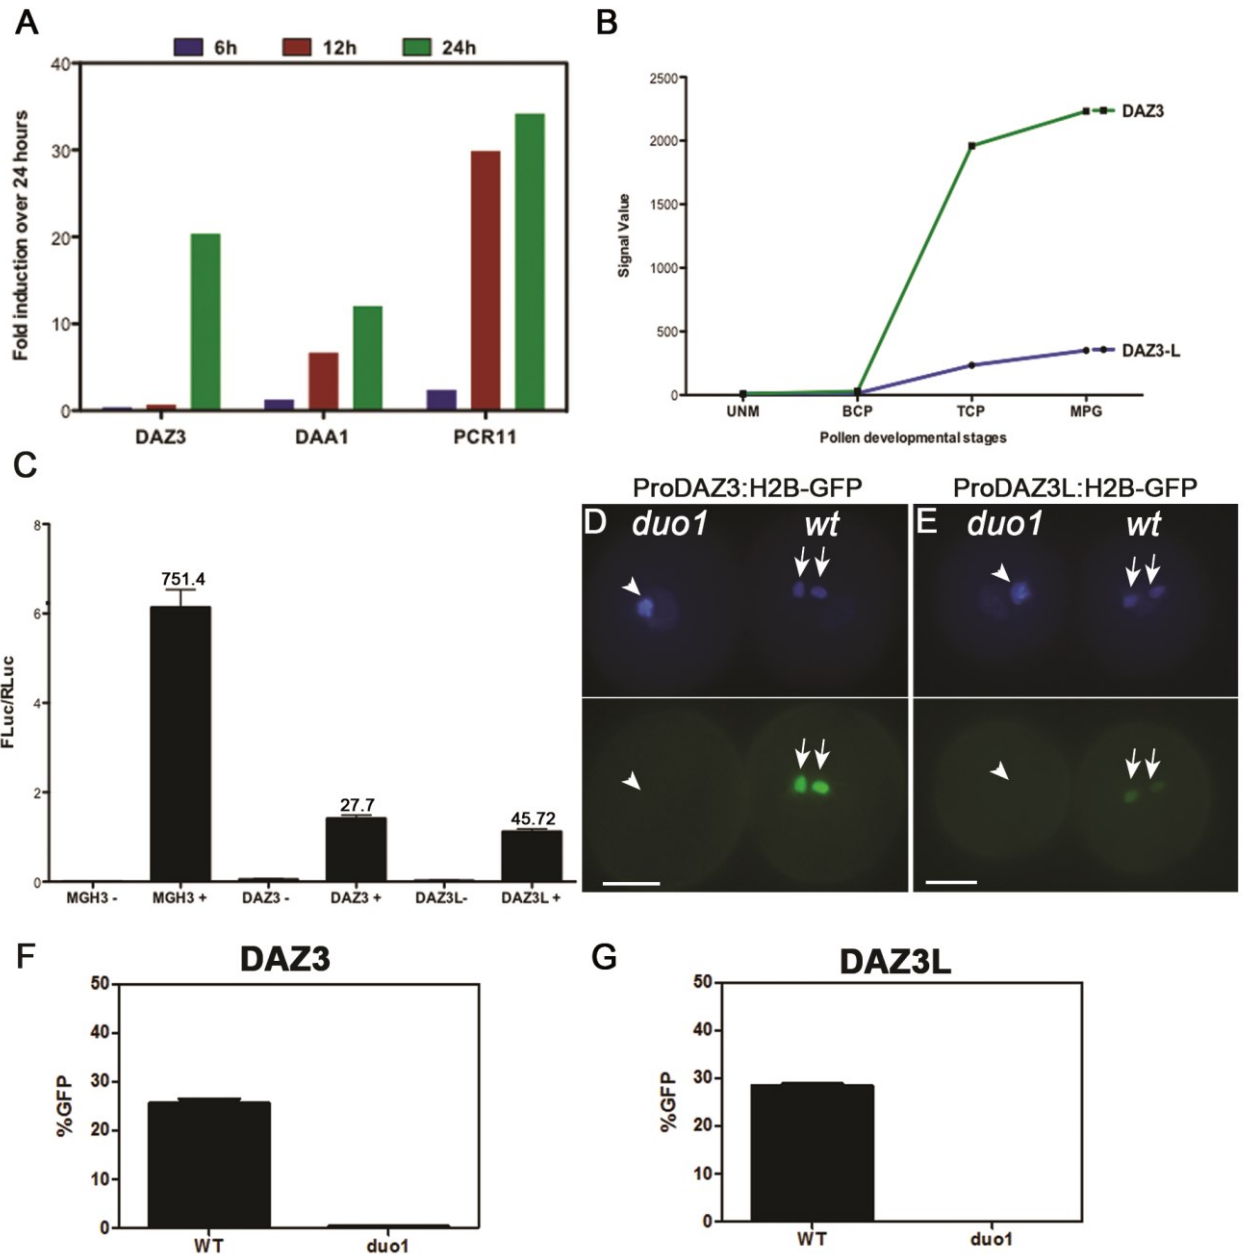 A
6h 12h 24h
Fold induction over 24 hours
40
30
20
10
0
DAZ3 DAA1 PCR11
B
Signal Value
2500
2000
1500
1000
500
0
DAZ3
DAZ3-L
UNM BCP TCP MPG
Pollen developmental stages
C
FLuc/RLuc
8
6
4
2
0
751.4
27.7
45.72
MGH3 - MGH3 + DAZ3 - DAZ3 + DAZ3L- DAZ3L +
ProDAZ3:H2B-GFP
D duo1 wt
ProDAZ3L:H2B-GFP
E duo1 wt
F
DAZ3
%GFP
50
40
30
20
10
0
WT duo1
G
DAZ3L
%GFP
50
40
30
20
10
0
WT duo1